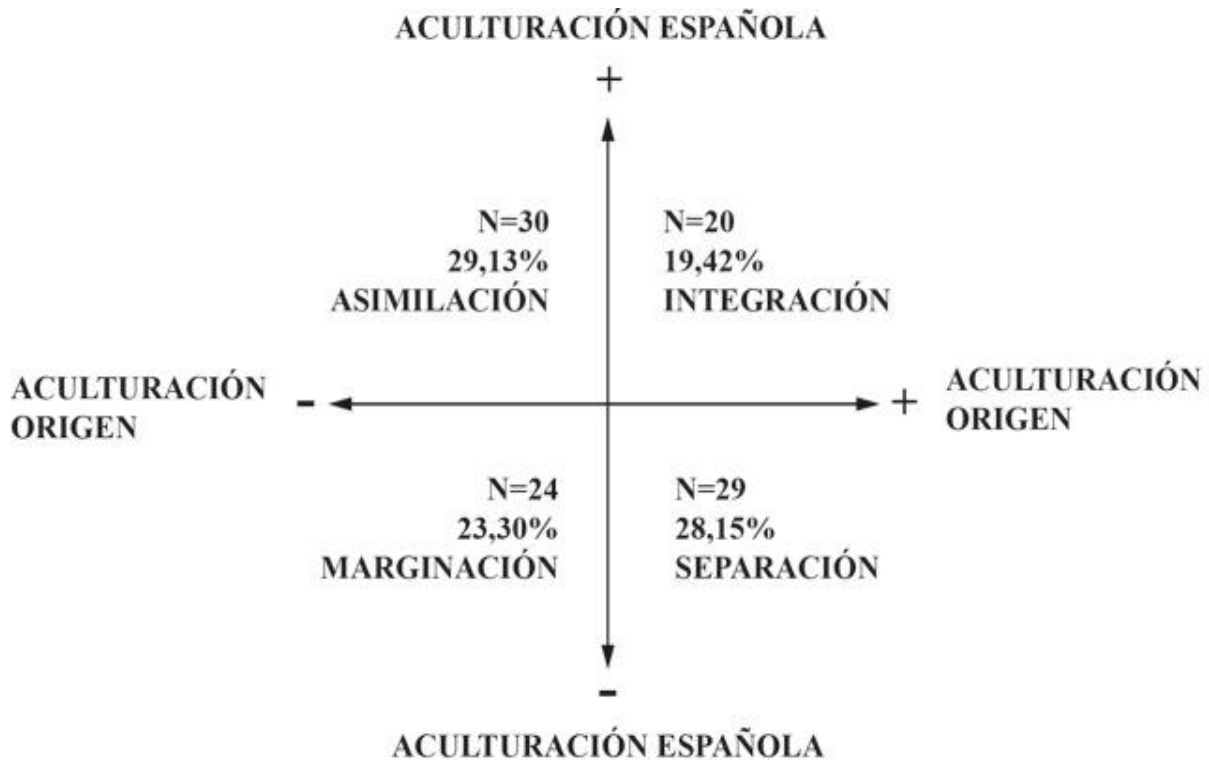 ACULTURACIÓN ESPAÑOLA
+
N=30
29,13%
ASIMILACIÓN
N=20
19,42%
INTEGRACIÓN
ACULTURACIÓN
ORIGEN
-
+
ACULTURACIÓN
ORIGEN
N=24
23,30%
MARGINACIÓN
N=29
28,15%
SEPARACIÓN
-
ACULTURACIÓN ESPAÑOLA